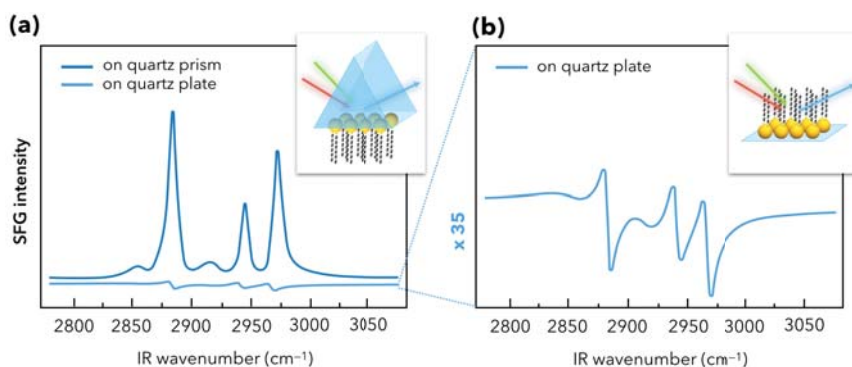 (a)
on quartz prism
on quartz plate
SFG intensity
2800 2850 2900 2950 3000 3050
IR wavenumber (cm⁻¹)
(b)
on quartz plate
x 35
2800 2850 2900 2950 3000 3050
IR wavenumber (cm⁻¹)